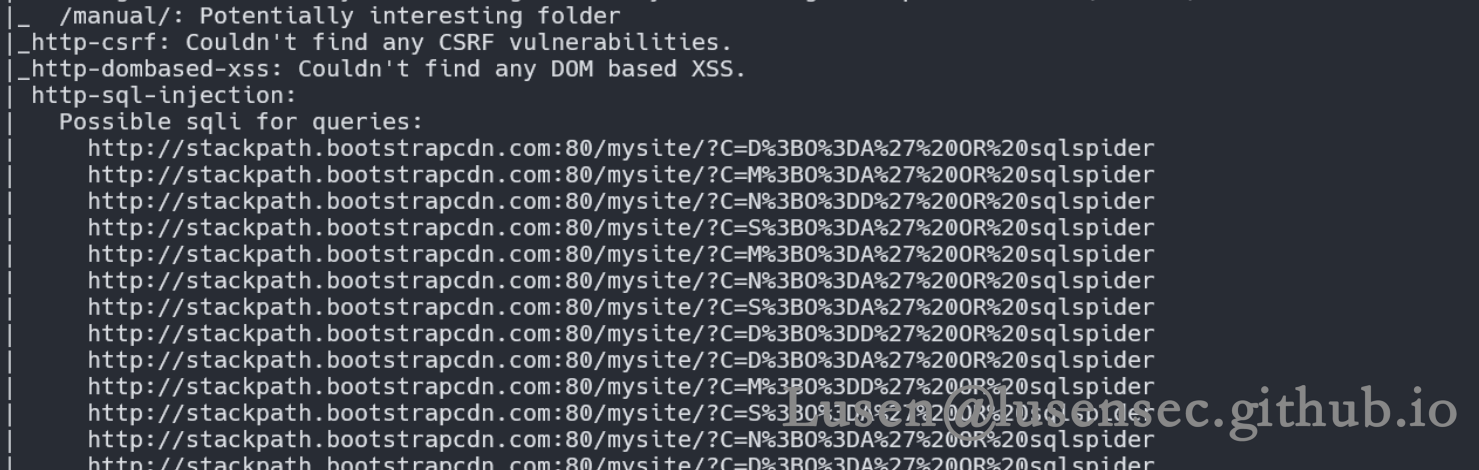 |_  /manual/: Potentially interesting folder
|_http-csrf: Couldn't find any CSRF vulnerabilities.
|_http-dombased-xss: Couldn't find any DOM based XSS.
| http-sql-injection:
|   Possible sqli for queries:
|     http://stackpath.bootstrapcdn.com:80/mysite/?C=D%3BO%3DA%27%20OR%20sqlspider
|     http://stackpath.bootstrapcdn.com:80/mysite/?C=M%3BO%3DA%27%20OR%20sqlspider
|     http://stackpath.bootstrapcdn.com:80/mysite/?C=N%3BO%3DD%27%20OR%20sqlspider
|     http://stackpath.bootstrapcdn.com:80/mysite/?C=S%3BO%3DA%27%20OR%20sqlspider
|     http://stackpath.bootstrapcdn.com:80/mysite/?C=M%3BO%3DA%27%20OR%20sqlspider
|     http://stackpath.bootstrapcdn.com:80/mysite/?C=N%3BO%3DA%27%20OR%20sqlspider
|     http://stackpath.bootstrapcdn.com:80/mysite/?C=S%3BO%3DA%27%20OR%20sqlspider
|     http://stackpath.bootstrapcdn.com:80/mysite/?C=D%3BO%3DD%27%20OR%20sqlspider
|     http://stackpath.bootstrapcdn.com:80/mysite/?C=D%3BO%3DA%27%20OR%20sqlspider
|     http://stackpath.bootstrapcdn.com:80/mysite/?C=M%3BO%3DD%27%20OR%20sqlspider
|     http://stackpath.bootstrapcdn.com:80/mysite/?C=S%3BO%3DA%27%20OR%20sqlspider
Lusen@lusensec.github.io
|     http://stackpath.bootstrapcdn.com:80/mysite/?C=N%3BO%3DA%27%20OR%20sqlspider
|     http://stackpath.bootstrapcdn.com:80/mysite/?C=D%3BO%3DA%27%20OR%20sqlspider